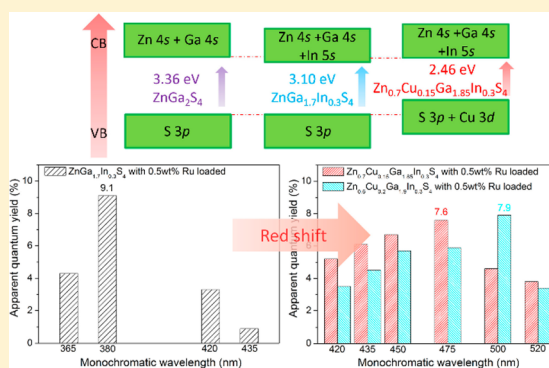 CB
VB
Zn 4s + Ga 4s
Zn 4s +Ga 4s
+In 5s
Zn 4s +Ga 4s
+In 5s
3.36 eV
ZnGa2S4
3.10 eV
ZnGa1.7In0.3S4
2.46 eV
Zn0.7Cu0.15Ga1.85In0.3S4
S 3p
S 3p
S 3p + Cu 3d
ZnGa1.7In0.3S4 with 0.5wt% Ru loaded
9.1
Apparent quantum yield (%)
0
2
4
6
8
10
365
380
420
435
Monochromatic wavelength (nm)
Red shift
Zn0.7Cu0.15Ga1.85In0.3S4 with 0.5wt% Ru loaded
with 0.5wt% Ru loaded
7.6
7.9
Apparent quantum yield (%)
0
2
4
6
8
10
420
435
450
475
500
520
Monochromatic wavelength (nm)